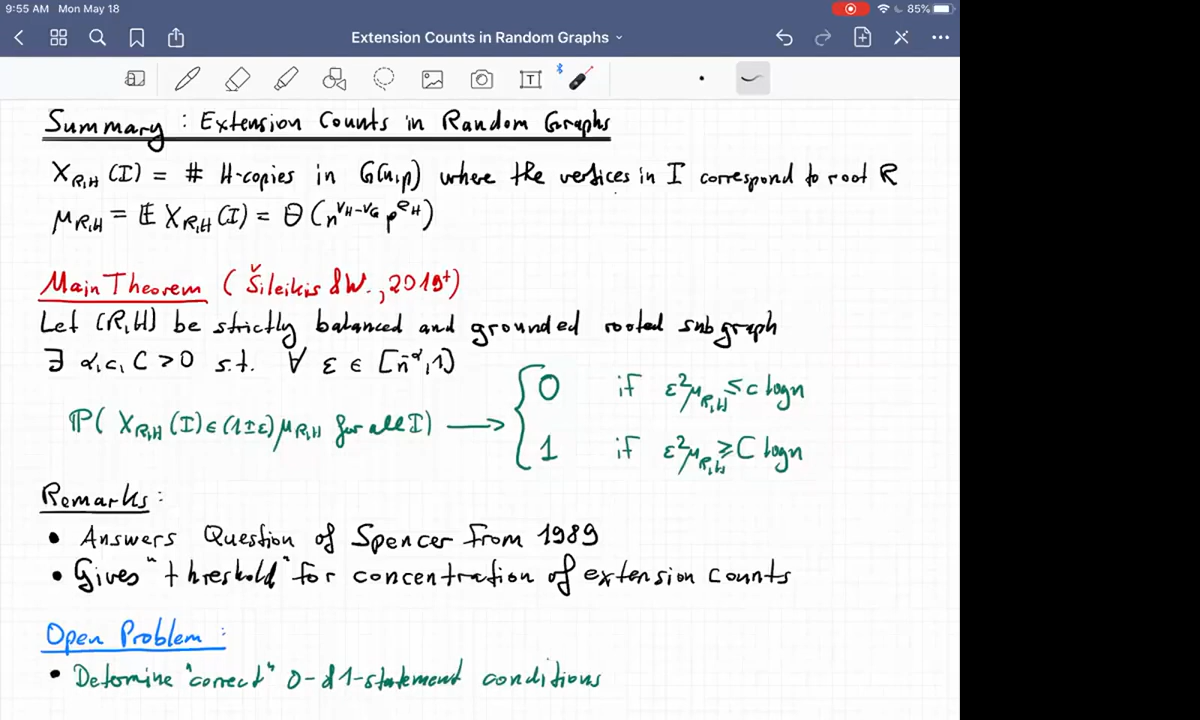 9:55 AM Mon May 18 85%
Extension Counts in Random Graphs
Summary : Extension Counts in Random Graphs
X_{R,H}(I) = # H-copies in G(n,p) where the vertices in I correspond to root R
μ_{R,H} = 𝔼 X_{R,H}(I) = Θ(n^{v_H-v_G} p^{e_H})
Main Theorem (Šileikis & W., 2019+)
Let (R,H) be strictly balanced and grounded rooted subgraph
∃ α, c, C > 0 s.t. ∀ ε ∈ [n^{-α}, 1)
ℙ( X_{R,H}(I) ∈ (1±ε) μ_{R,H} for all I ) → { 0 if ε²μ_{R,H} ≤ c log n
1 if ε²μ_{R,H} ≥ C log n
Remarks:
• Answers Question of Spencer from 1989
• Gives "threshold" for concentration of extension counts
Open Problem :
• Determine "correct" 0-&1-statement conditions